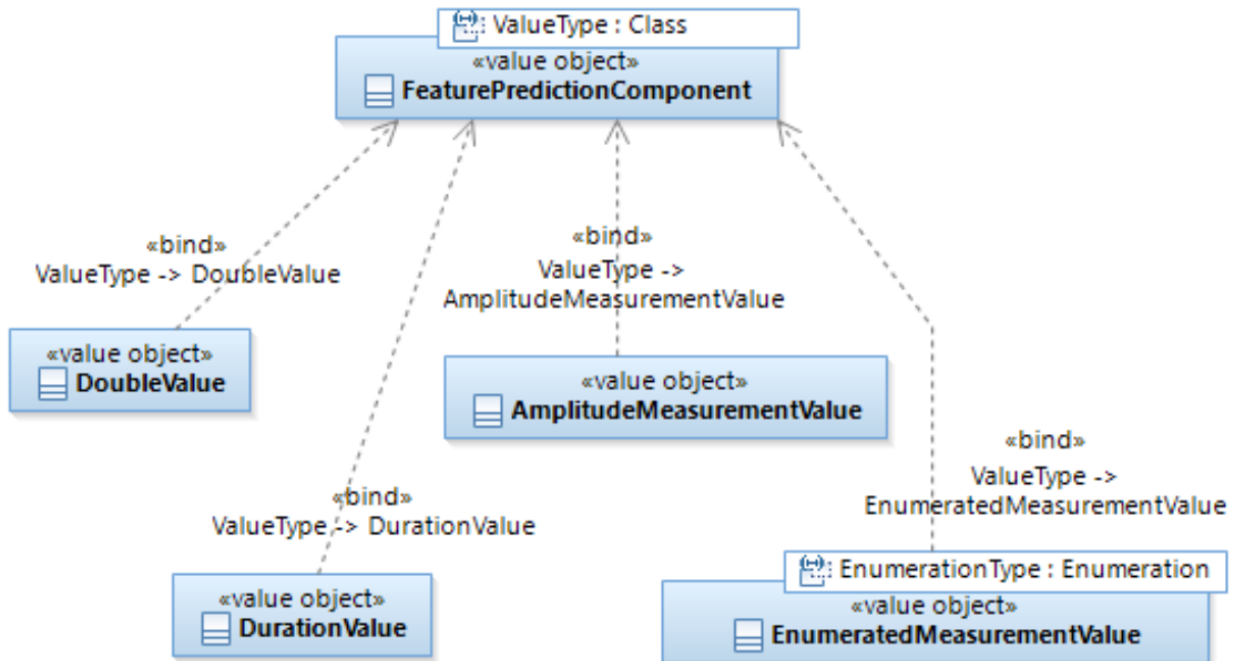 ValueType : Class
«value object»
FeaturePredictionComponent
«bind»
ValueType -> DoubleValue
«bind»
ValueType ->
AmplitudeMeasurementValue
«value object»
DoubleValue
«value object»
AmplitudeMeasurementValue
«bind»
ValueType ->
EnumeratedMeasurementValue
«bind»
ValueType -> DurationValue
EnumerationType : Enumeration
«value object»
DurationValue
«value object»
EnumeratedMeasurementValue